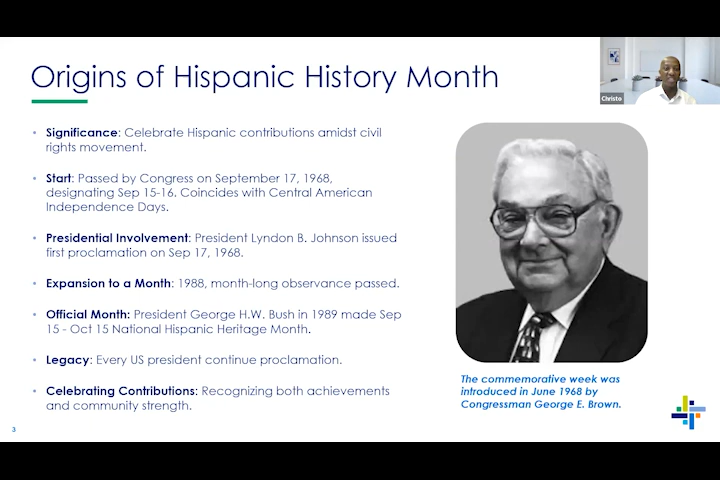 Origins of Hispanic History Month
Christo
• Significance: Celebrate Hispanic contributions amidst civil
rights movement.
• Start: Passed by Congress on September 17, 1968,
designating Sep 15-16. Coincides with Central American
Independence Days.
• Presidential Involvement: President Lyndon B. Johnson issued
first proclamation on Sep 17, 1968.
• Expansion to a Month: 1988, month-long observance passed.
• Official Month: President George H.W. Bush in 1989 made Sep
15 - Oct 15 National Hispanic Heritage Month.
• Legacy: Every US president continue proclamation.
• Celebrating Contributions: Recognizing both achievements
and community strength.
The commemorative week was
introduced in June 1968 by
Congressman George E. Brown.
3